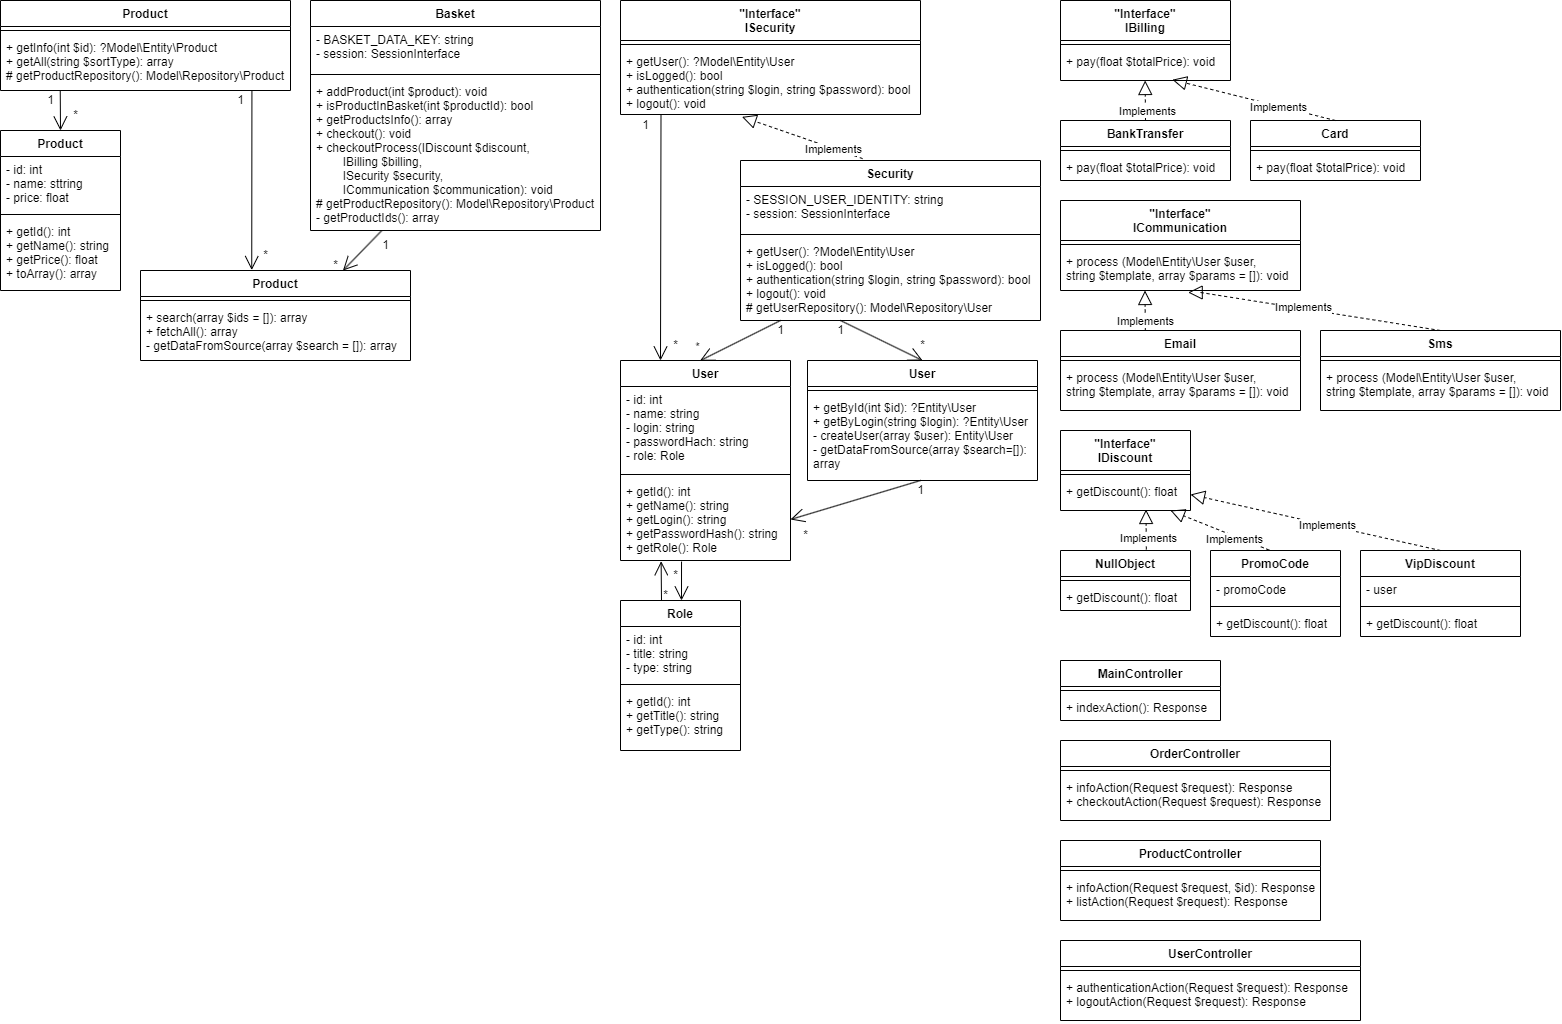 Product
+ getInfo(int $id): ?Model\Entity\Product
+ getAll(string $sortType): array
# getProductRepository(): Model\Repository\Product
1
*
1
*
Product
- id: int
- name: sttring
- price: float
+ getId(): int
+ getName(): string
+ getPrice(): float
+ toArray(): array
Basket
- BASKET_DATA_KEY: string
- session: SessionInterface
+ addProduct(int $product): void
+ isProductInBasket(int $productId): bool
+ getProductsInfo(): array
+ checkout(): void
+ checkoutProcess(IDiscount $discount,
IBilling $billing,
ISecurity $security,
ICommunication $communication): void
# getProductRepository(): Model\Repository\Product
- getProductIds(): array
1
*
Product
+ search(array $ids = []): array
+ fetchAll(): array
- getDataFromSource(array $search = []): array
"Interface"
ISecurity
+ getUser(): ?Model\Entity\User
+ isLogged(): bool
+ authentication(string $login, string $password): bool
+ logout(): void
1
*
Implements
Security
- SESSION_USER_IDENTITY: string
- session: SessionInterface
+ getUser(): ?Model\Entity\User
+ isLogged(): bool
+ authentication(string $login, string $password): bool
+ logout(): void
# getUserRepository(): Model\Repository\User
1
*
1
*
User
- id: int
- name: string
- login: string
- passwordHach: string
- role: Role
+ getId(): int
+ getName(): string
+ getLogin(): string
+ getPasswordHash(): string
+ getRole(): Role
User
+ getById(int $id): ?Entity\User
+ getByLogin(string $login): ?Entity\User
- createUser(array $user): Entity\User
- getDataFromSource(array $search=[]):
array
1
*
*
*
Role
- id: int
- title: string
- type: string
+ getId(): int
+ getTitle(): string
+ getType(): string
"Interface"
IBilling
+ pay(float $totalPrice): void
Implements
Implements
BankTransfer
+ pay(float $totalPrice): void
Card
+ pay(float $totalPrice): void
"Interface"
ICommunication
+ process (Model\Entity\User $user,
string $template, array $params = []): void
Implements
Implements
Email
+ process (Model\Entity\User $user,
string $template, array $params = []): void
Sms
+ process (Model\Entity\User $user,
string $template, array $params = []): void
"Interface"
IDiscount
+ getDiscount(): float
Implements
Implements
Implements
NullObject
+ getDiscount(): float
PromoCode
- promoCode
+ getDiscount(): float
VipDiscount
- user
+ getDiscount(): float
MainController
+ indexAction(): Response
OrderController
+ infoAction(Request $request): Response
+ checkoutAction(Request $request): Response
ProductController
+ infoAction(Request $request, $id): Response
+ listAction(Request $request): Response
UserController
+ authenticationAction(Request $request): Response
+ logoutAction(Request $request): Response